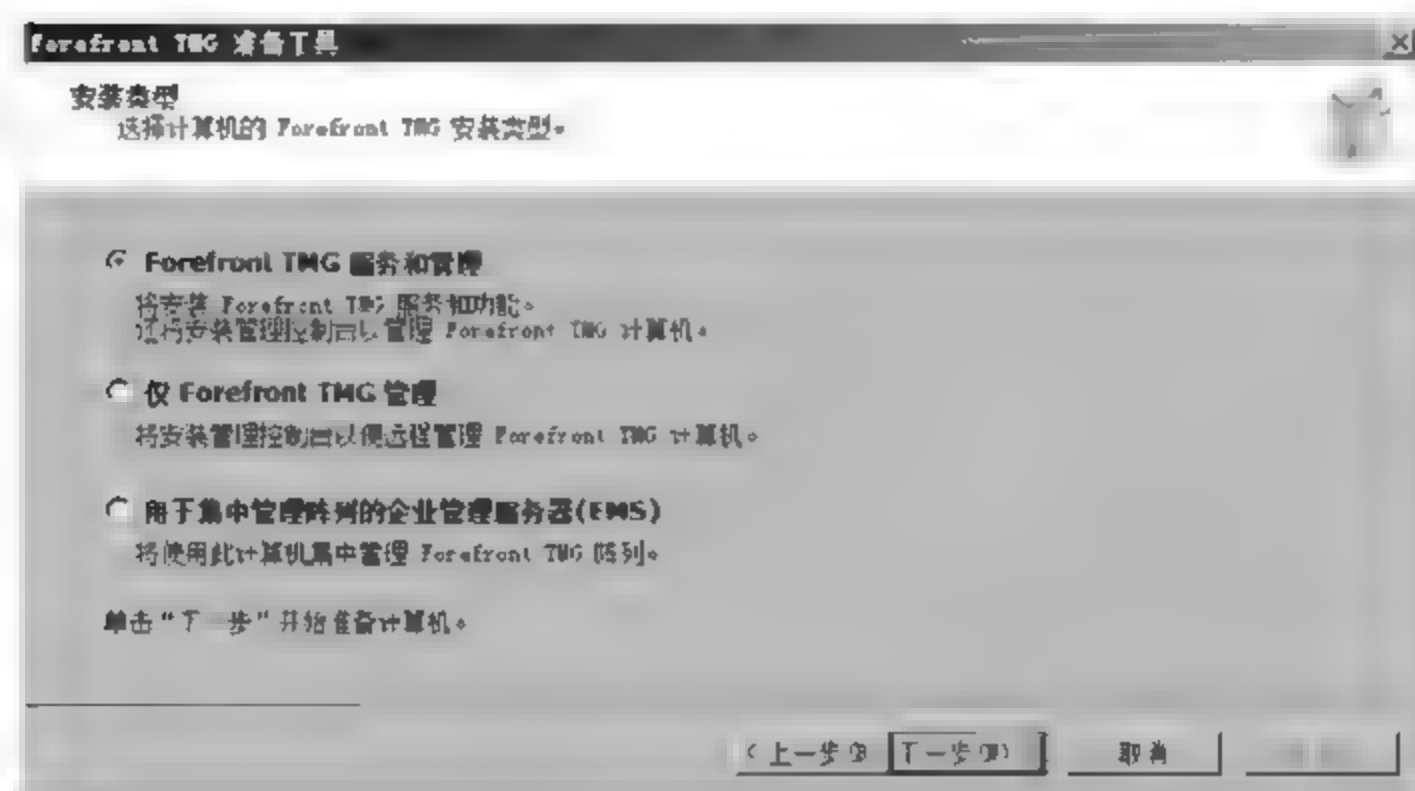 Forefront TMG 准备工具
安装类型
选择计算机的 Forefront TMG 安装类型。
Forefront TMG 服务和管理
将安装 Forefront TMG 服务和功能。
还将安装管理控制台以管理 Forefront TMG 计算机。
仅 Forefront TMG 管理
将安装管理控制台以便远程管理 Forefront TMG 计算机。
用于集中管理阵列的企业管理服务器(EMS)
将使用此计算机集中管理 Forefront TMG 阵列。
单击“下一步”开始准备计算机。
< 上一步(B) 下一步(N) 取消